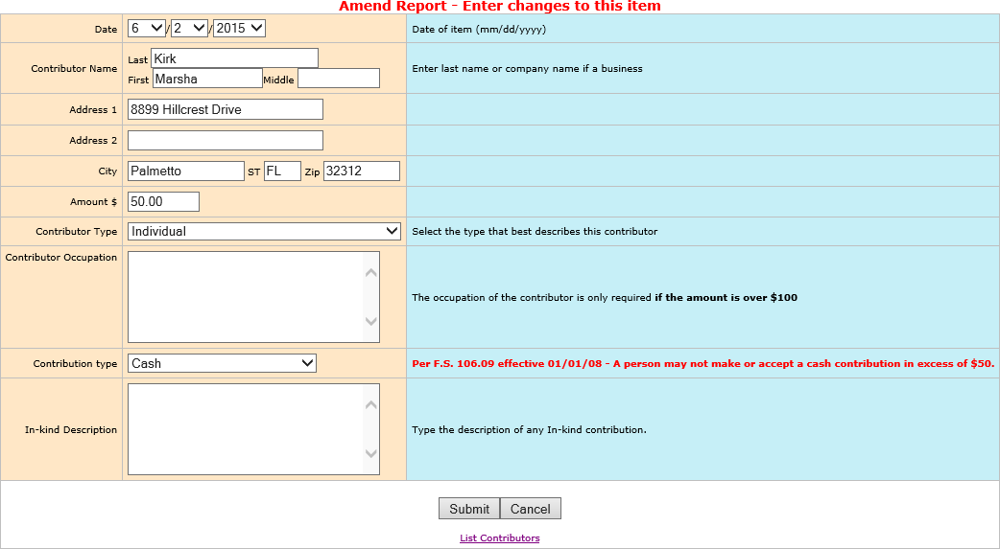 Amend Report - Enter changes to this item
Date 6 / 2 / 2015 Date of item (mm/dd/yyyy)
Contributor Name Last Kirk
First Marsha Middle Enter last name or company name if a business
Address 1 8899 Hillcrest Drive
Address 2
City Palmetto ST FL Zip 32312
Amount $ 50.00
Contributor Type Individual Select the type that best describes this contributor
Contributor Occupation The occupation of the contributor is only required if the amount is over $100
Contribution type Cash Per F.S. 106.09 effective 01/01/08 - A person may not make or accept a cash contribution in excess of $50.
In-kind Description Type the description of any In-kind contribution.
Submit Cancel
List Contributors